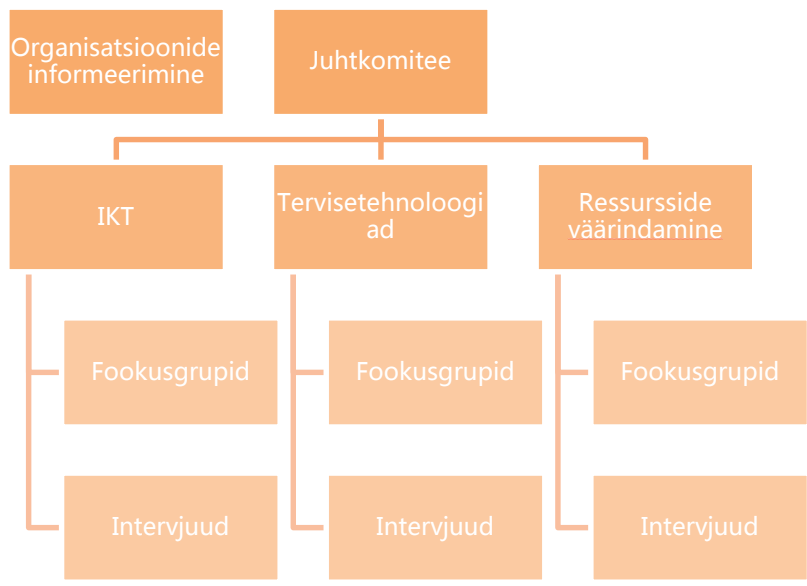 Organisatsioonide
informeerimine
Juhtkomitee
IKT
Tervisetehnoloogi
ad
Ressursside
väärindamine
Fookusgrupid
Fookusgrupid
Fookusgrupid
Intervjuud
Intervjuud
Intervjuud